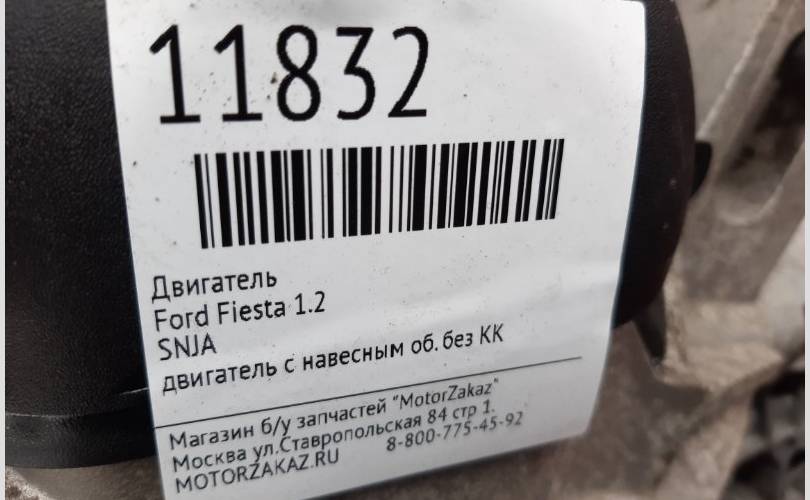 11832
Двигатель
Ford Fiesta 1.2
SNJA
двигатель с навесным об. без КК
Магазин б/у запчастей "MotorZakaz"
Москва ул.Ставропольская 84 стр 1.
MOTORZAKAZ.RU 8-800-775-45-92